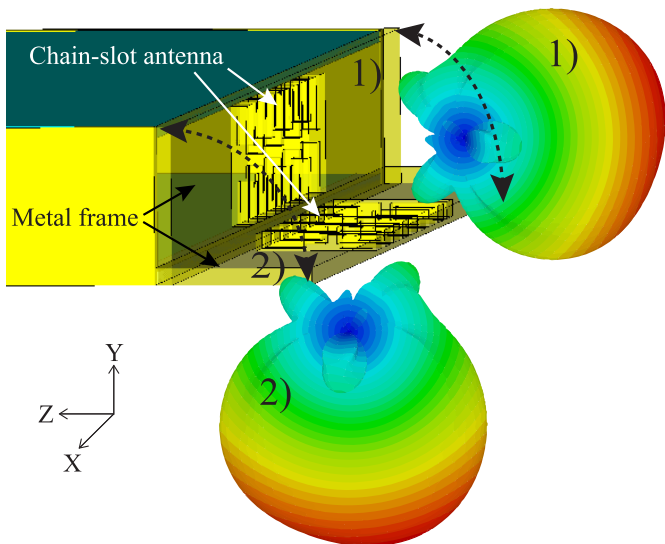 Chain-slot antenna
1)
1)
Metal frame
2)
2)
Y
Z
X